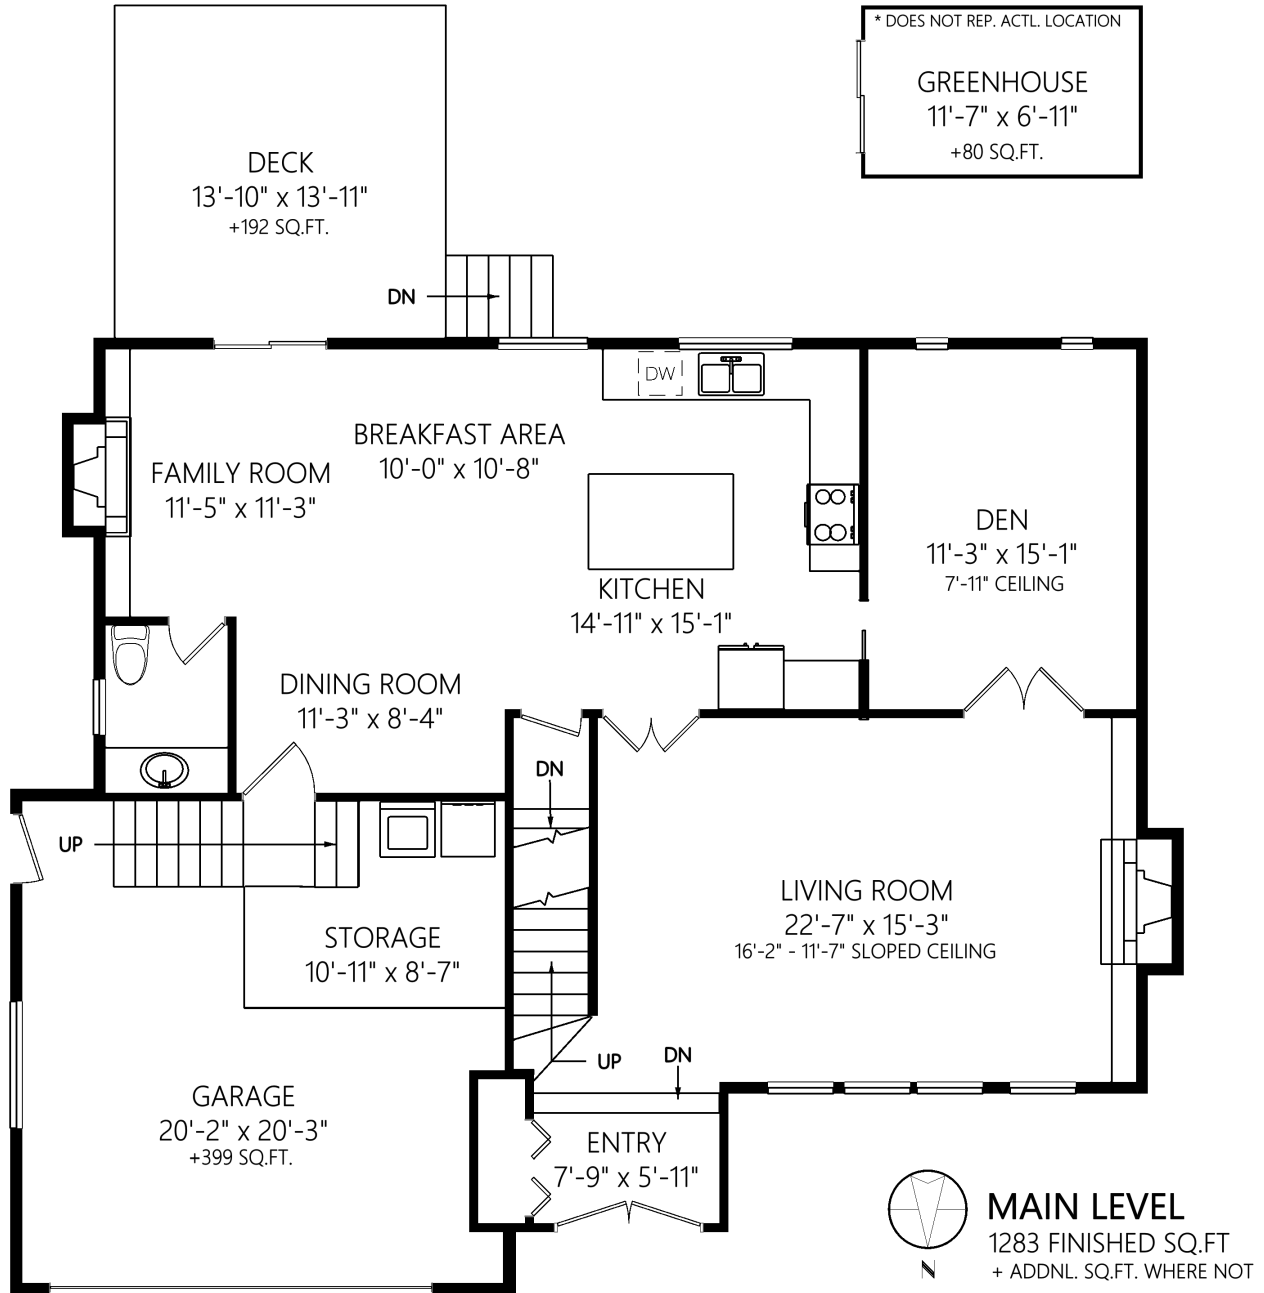 * DOES NOT REP. ACTL. LOCATION
GREENHOUSE
11'-7" x 6'-11"
+80 SQ.FT.
DECK
13'-10" x 13'-11"
+192 SQ.FT.
DN
DW
BREAKFAST AREA
10'-0" x 10'-8"
FAMILY ROOM
11'-5" x 11'-3"
DEN
11'-3" x 15'-1"
7'-11" CEILING
KITCHEN
14'-11" x 15'-1"
DINING ROOM
11'-3" x 8'-4"
DN
UP
LIVING ROOM
22'-7" x 15'-3"
16'-2" - 11'-7" SLOPED CEILING
STORAGE
10'-11" x 8'-7"
UP
DN
GARAGE
20'-2" x 20'-3"
+399 SQ.FT.
ENTRY
7'-9" x 5'-11"
N
MAIN LEVEL
1283 FINISHED SQ.FT
+ ADDNL. SQ.FT. WHERE NOT